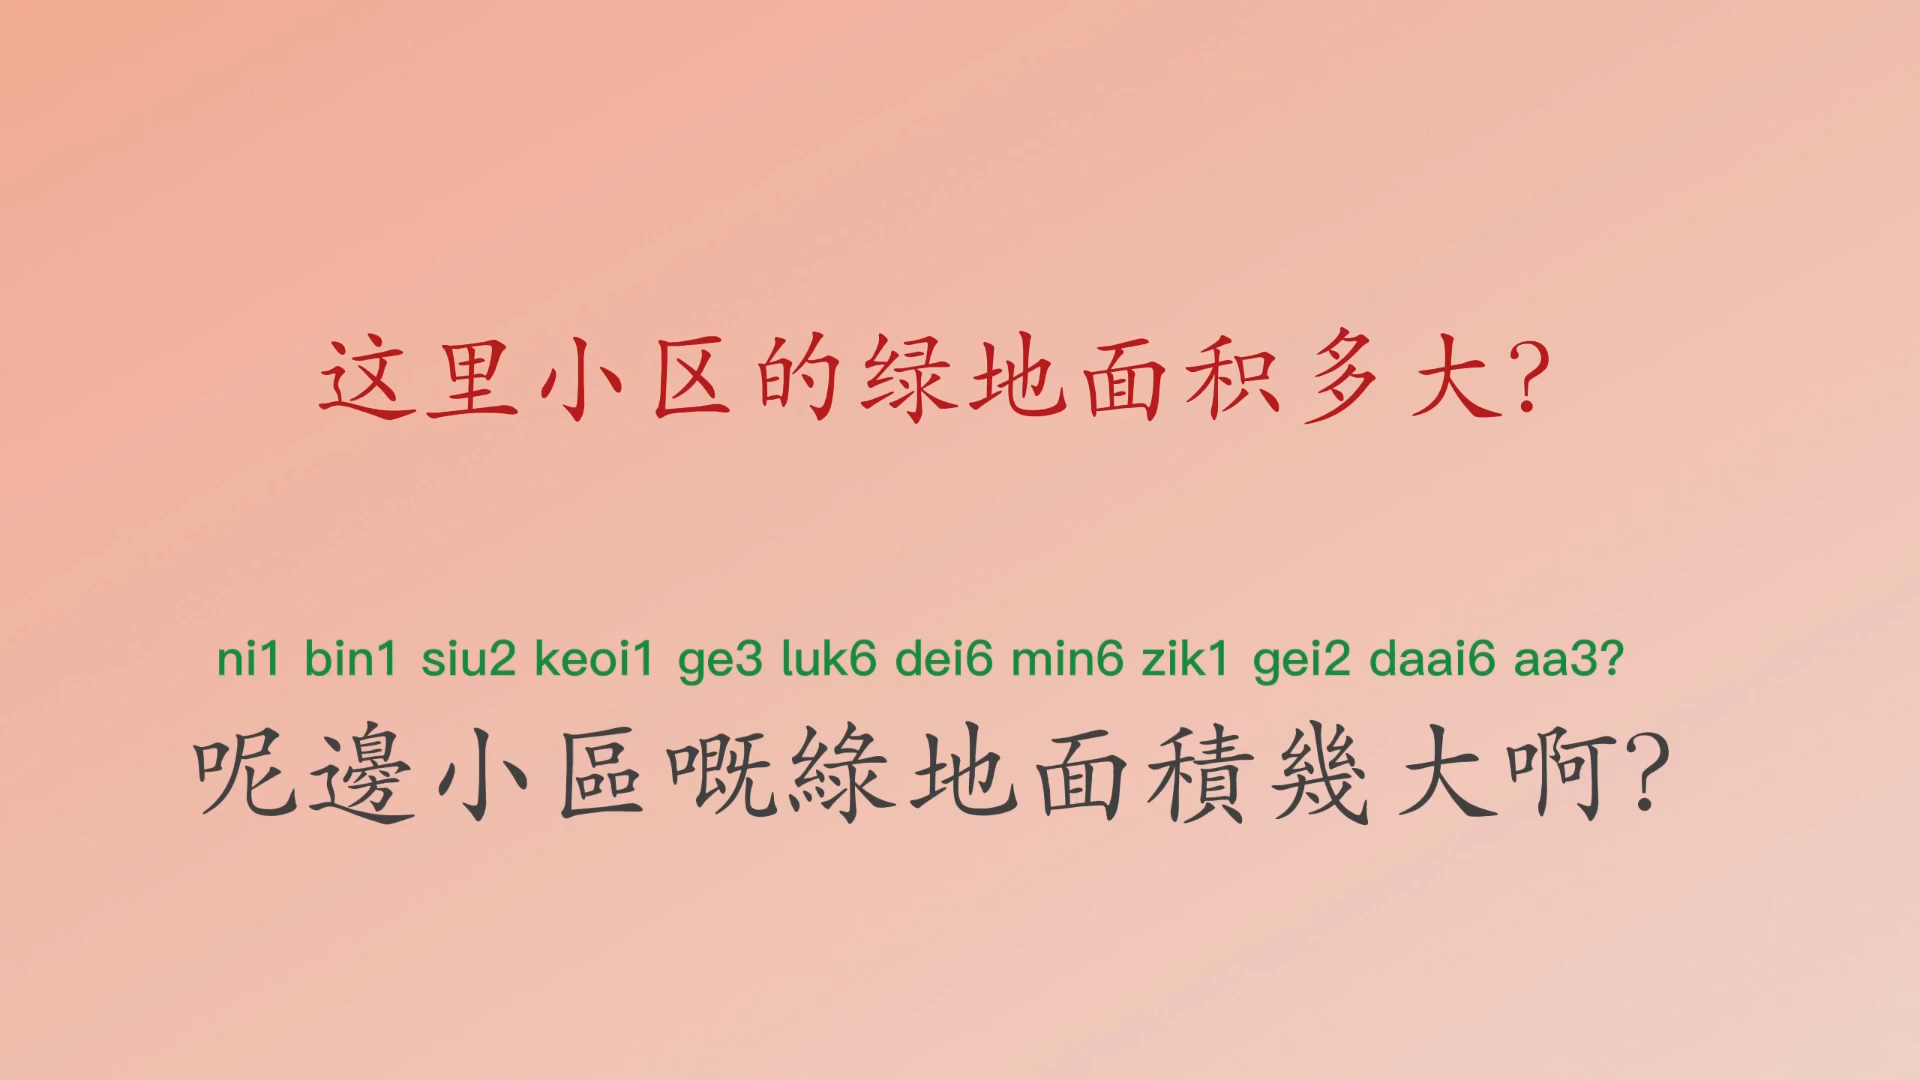 这里小区的绿地面积多大?
ni1 bin1 siu2 keoi1 ge3 luk6 dei6 min6 zik1 gei2 daai6 aa3?
呢邊小區嘅綠地面積幾大啊?